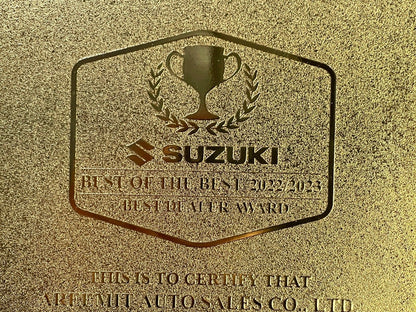 SUZUKI
BEST OF THE BEST 2022/2023
BEST DEALER AWARD
THIS IS TO CERTIFY THAT
AUTO SALES CO., LTD